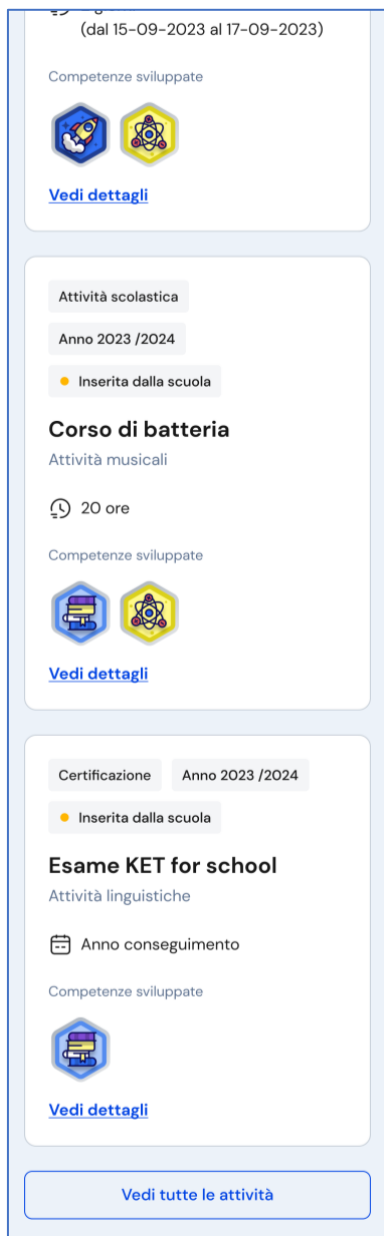 (dal 15-09-2023 al 17-09-2023)
Competenze sviluppate
Vedi dettagli
Attività scolastica
Anno 2023 /2024
Inserita dalla scuola
Corso di batteria
Attività musicali
20 ore
Competenze sviluppate
Vedi dettagli
Certificazione Anno 2023 /2024
Inserita dalla scuola
Esame KET for school
Attività linguistiche
Anno conseguimento
Competenze sviluppate
Vedi dettagli
Vedi tutte le attività